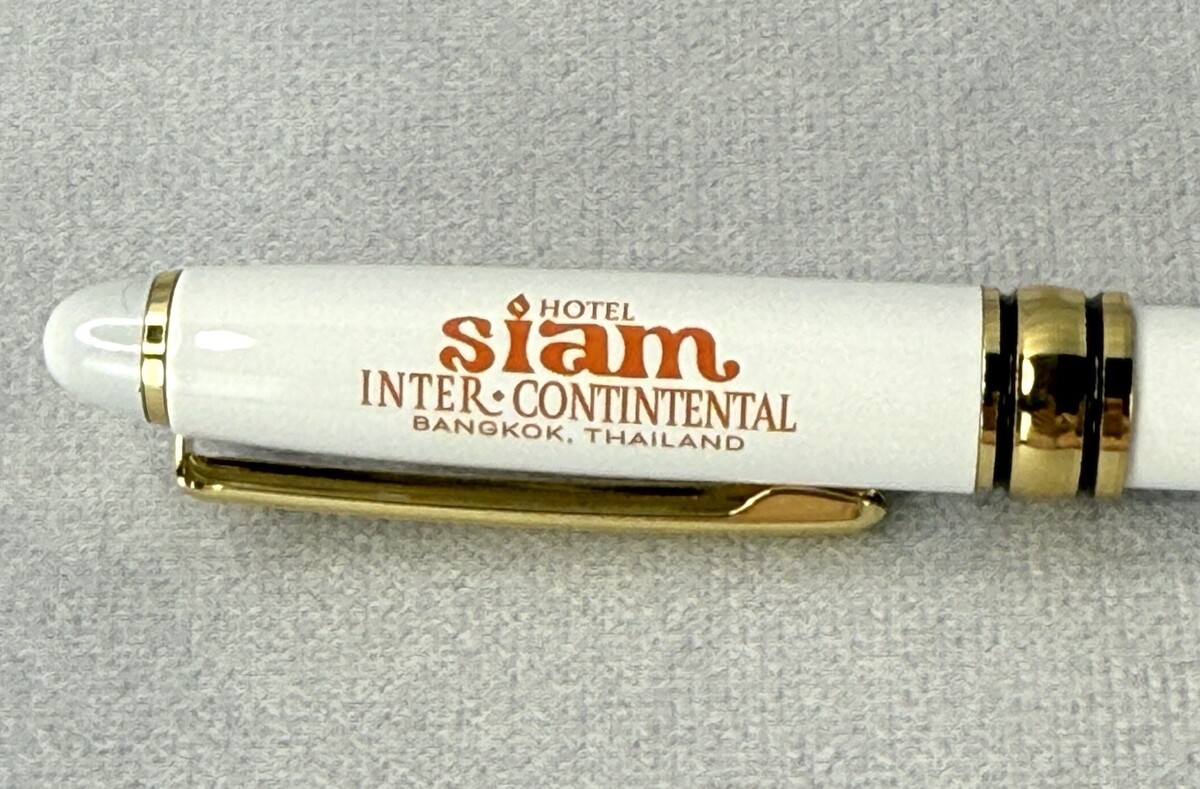 HOTEL
siam
INTER·CONTINTENTAL
BANGKOK, THAILAND